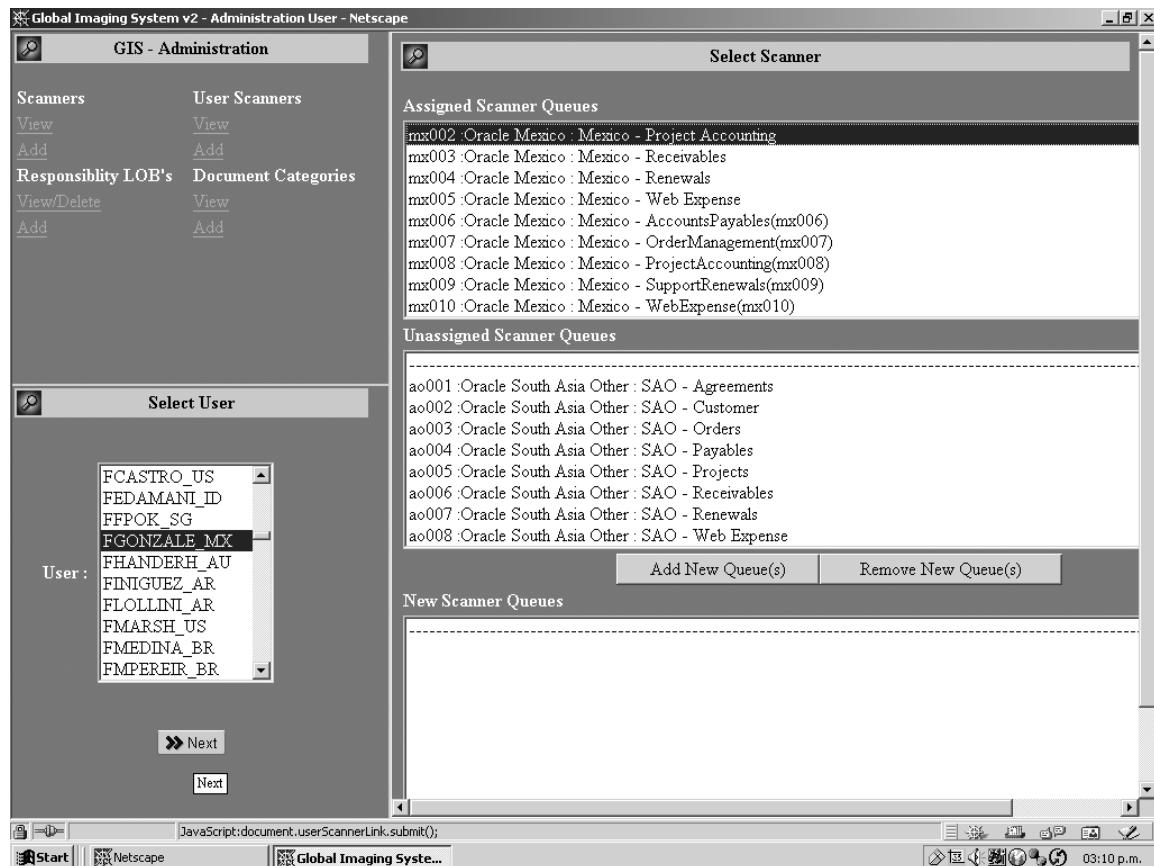 Global Imaging System v2 - Administration User - Netscape
GIS - Administration
Scanners User Scanners
View View
Add Add
Responsiblity LOB's Document Categories
View/Delete View
Add Add
Select User
User :
FCASTRO_US
FEDAMANI_ID
FFPOK_SG
FGONZALE_MX
FHANDERH_AU
FINIGUEZ_AR
FLOLLINI_AR
FMARSH_US
FMEDINA_BR
FMPEREIR_BR
Next
Next
Select Scanner
Assigned Scanner Queues
mx002 :Oracle Mexico : Mexico - Project Accounting
mx003 :Oracle Mexico : Mexico - Receivables
mx004 :Oracle Mexico : Mexico - Renewals
mx005 :Oracle Mexico : Mexico - Web Expense
mx006 :Oracle Mexico : Mexico - AccountsPayables(mx006)
mx007 :Oracle Mexico : Mexico - OrderManagement(mx007)
mx008 :Oracle Mexico : Mexico - ProjectAccounting(mx008)
mx009 :Oracle Mexico : Mexico - SupportRenewals(mx009)
mx010 :Oracle Mexico : Mexico - WebExpense(mx010)
Unassigned Scanner Queues
ao001 :Oracle South Asia Other : SAO - Agreements
ao002 :Oracle South Asia Other : SAO - Customer
ao003 :Oracle South Asia Other : SAO - Orders
ao004 :Oracle South Asia Other : SAO - Payables
ao005 :Oracle South Asia Other : SAO - Projects
ao006 :Oracle South Asia Other : SAO - Receivables
ao007 :Oracle South Asia Other : SAO - Renewals
ao008 :Oracle South Asia Other : SAO - Web Expense
Add New Queue(s) Remove New Queue(s)
New Scanner Queues
JavaScript:document.userScannerLink.submit();
Start Netscape Global Imaging Syste... 03:10 p.m.